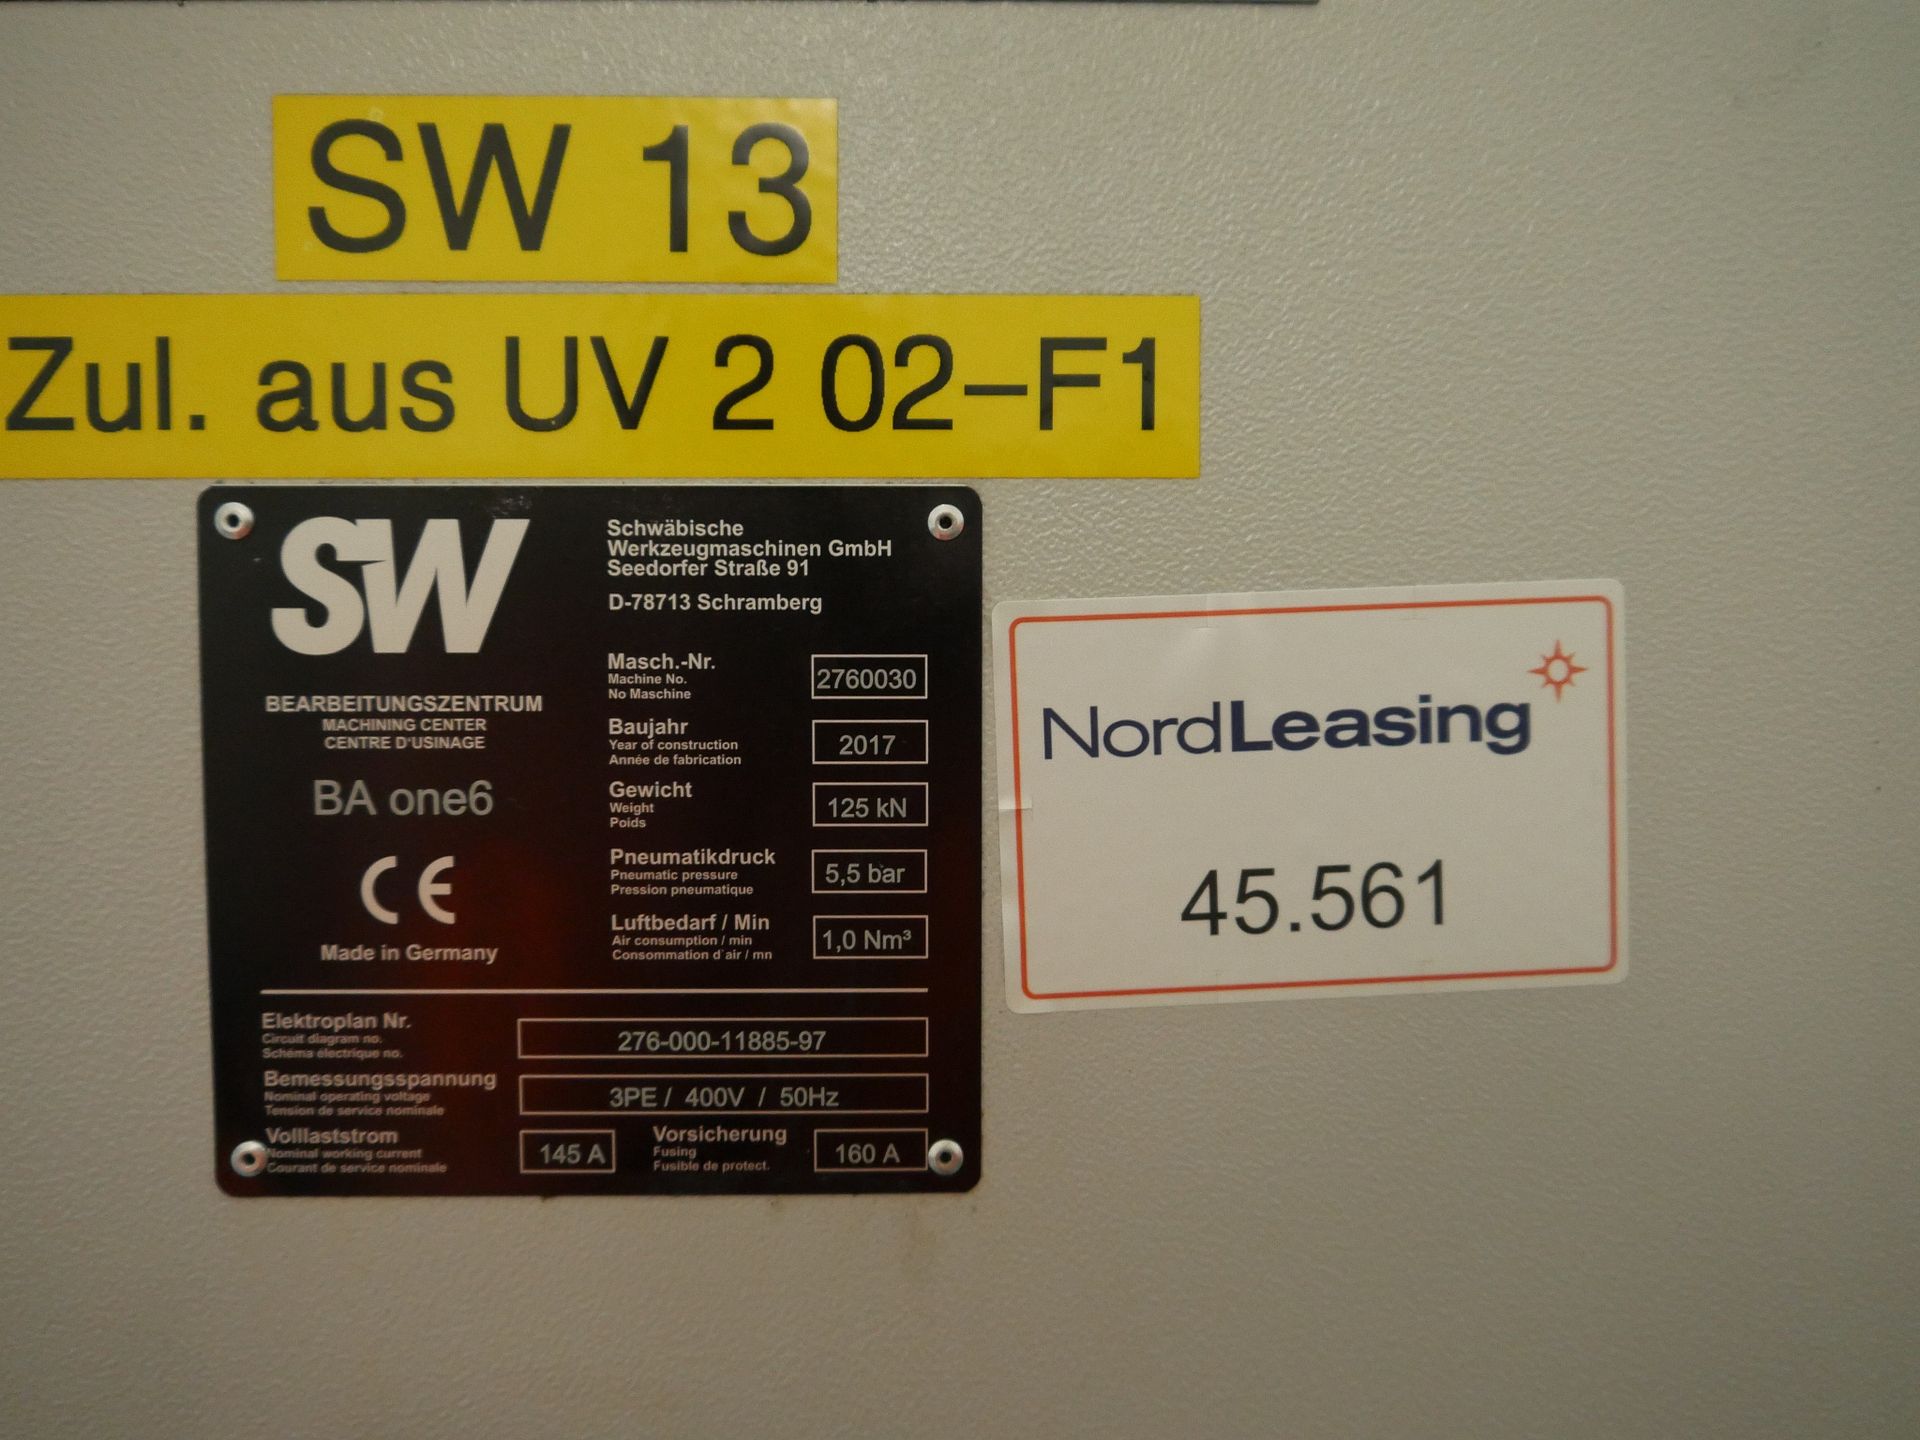 SW 13
Zul. aus UV 2 02-F1
SW
BEARBEITUNGSZENTRUM
MACHINING CENTER
CENTRE D'USINAGE
BA one6
CE
Made in Germany
Schwäbische
Werkzeugmaschinen GmbH
Seedorfer Straße 91
D-78713 Schramberg
Masch.-Nr.
Machine No.
No Maschine
2760030
Baujahr
Year of construction
Année de fabrication
2017
Gewicht
Weight
Poids
125 kN
Pneumatikdruck
Pneumatic pressure
Pression pneumatique
5,5 bar
Luftbedarf / Min
Air consumption / min
Consommation d'air / mn
1,0 Nm³
Elektroplan Nr.
Circuit diagram no.
Schéma électrique no.
276-000-11885-97
Bemessungsspannung
Nominal operating voltage
Tension de service nominale
3PE / 400V / 50Hz
Volllaststrom
Nominal working current
Courant de service nominale
145 A
Vorsicherung
Fusing
Fusible de protect.
160 A
NordLeasing
45.561